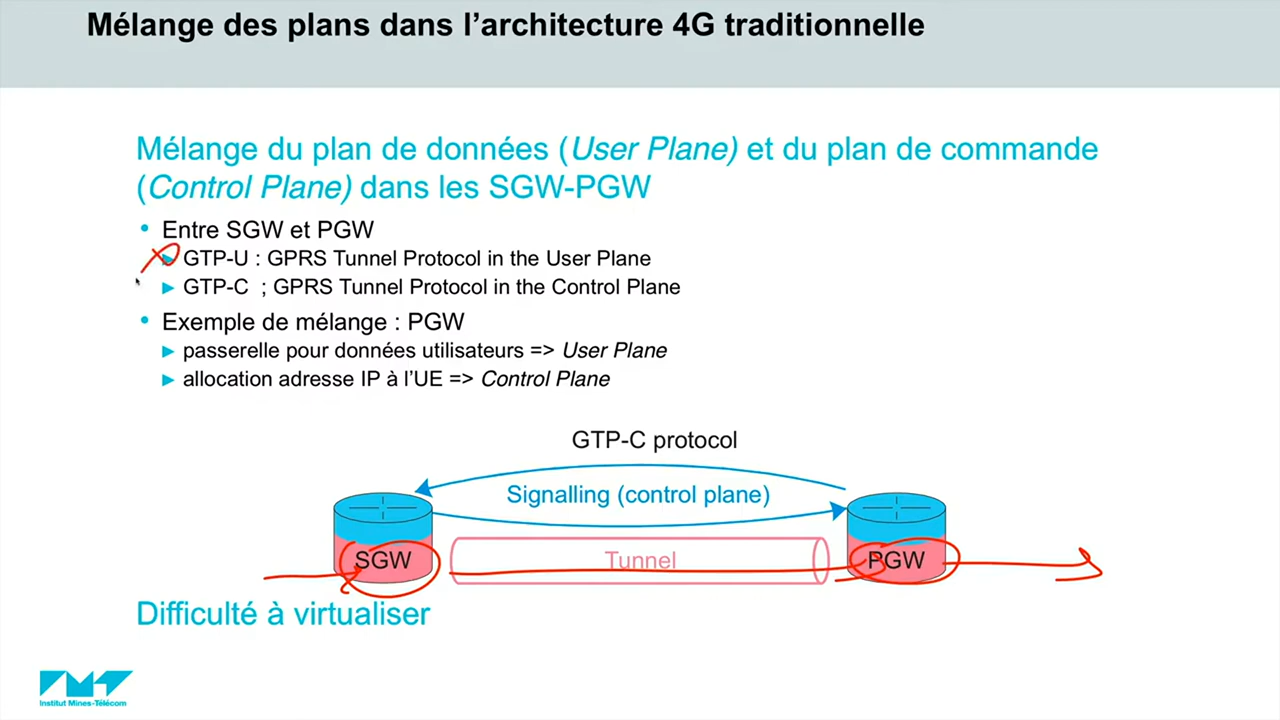 Mélange des plans dans l’architecture 4G traditionnelle
Mélange du plan de données (User Plane) et du plan de commande
(Control Plane) dans les SGW-PGW
• Entre SGW et PGW
► GTP-U : GPRS Tunnel Protocol in the User Plane
► GTP-C ; GPRS Tunnel Protocol in the Control Plane
• Exemple de mélange : PGW
► passerelle pour données utilisateurs => User Plane
► allocation adresse IP à l’UE => Control Plane
GTP-C protocol
Signalling (control plane)
SGW
Tunnel
PGW
Difficulté à virtualiser
Institut Mines-Télécom